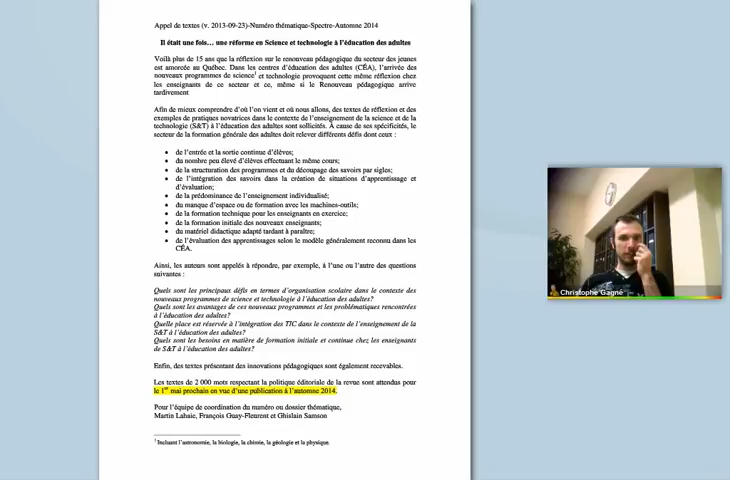 Appel de textes (v. 2013-09-23)-Numéro thématique-Spectre-Automne 2014
Il était une fois… une réforme en Science et technologie à l'éducation des adultes
Voilà plus de 15 ans que la réflexion sur le renouveau pédagogique du secteur des jeunes
est amorcée au Québec. Dans les centres d'éducation des adultes (CÉA), l'arrivée des
nouveaux programmes de science¹ et technologie provoquent cette même réflexion chez
les enseignants de ce secteur et ce, même si le Renouveau pédagogique arrive
tardivement
Afin de mieux comprendre d'où l'on vient et où nous allons, des textes de réflexion et des
exemples de pratiques novatrices dans le contexte de l'enseignement de la science et de la
technologie (S&T) à l'éducation des adultes sont sollicités. À cause de ses spécificités, le
secteur de la formation générale des adultes doit relever différents défis dont ceux :
• de l'entrée et la sortie continue d'élèves;
• du nombre peu élevé d'élèves effectuant le même cours;
• de la structuration des programmes et du découpage des savoirs par sigles;
• de l'intégration des savoirs dans la création de situations d'apprentissage et
d'évaluation;
• de la prédominance de l'enseignement individualisé;
• du manque d'espace ou de formation avec les machines-outils;
• de la formation technique pour les enseignants en exercice;
• de la formation initiale des nouveaux enseignants;
• du matériel didactique adapté tardant à paraître;
• de l'évaluation des apprentissages selon le modèle généralement reconnu dans les
CÉA.
Ainsi, les auteurs sont appelés à répondre, par exemple, à l'une ou l'autre des questions
suivantes :
Quels sont les principaux défis en termes d'organisation scolaire dans le contexte des
nouveaux programmes de science et technologie à l'éducation des adultes?
Quels sont les avantages de ces nouveaux programmes et les problématiques rencontrées
à l'éducation des adultes?
Quelle place est réservée à l'intégration des TIC dans le contexte de l'enseignement de la
S&T à l'éducation des adultes?
Quels sont les besoins en matière de formation initiale et continue chez les enseignants
de S&T à l'éducation des adultes?
Enfin, des textes présentant des innovations pédagogiques sont également recevables.
Les textes de 2 000 mots respectant la politique éditoriale de la revue sont attendus pour
le 1er mai prochain en vue d'une publication à l'automne 2014.
Pour l'équipe de coordination du numéro ou dossier thématique,
Martin Lahaie, François Guay-Fleurent et Ghislain Samson
¹ Incluant l'astronomie, la biologie, la chimie, la géologie et la physique.
Christophe Gagné